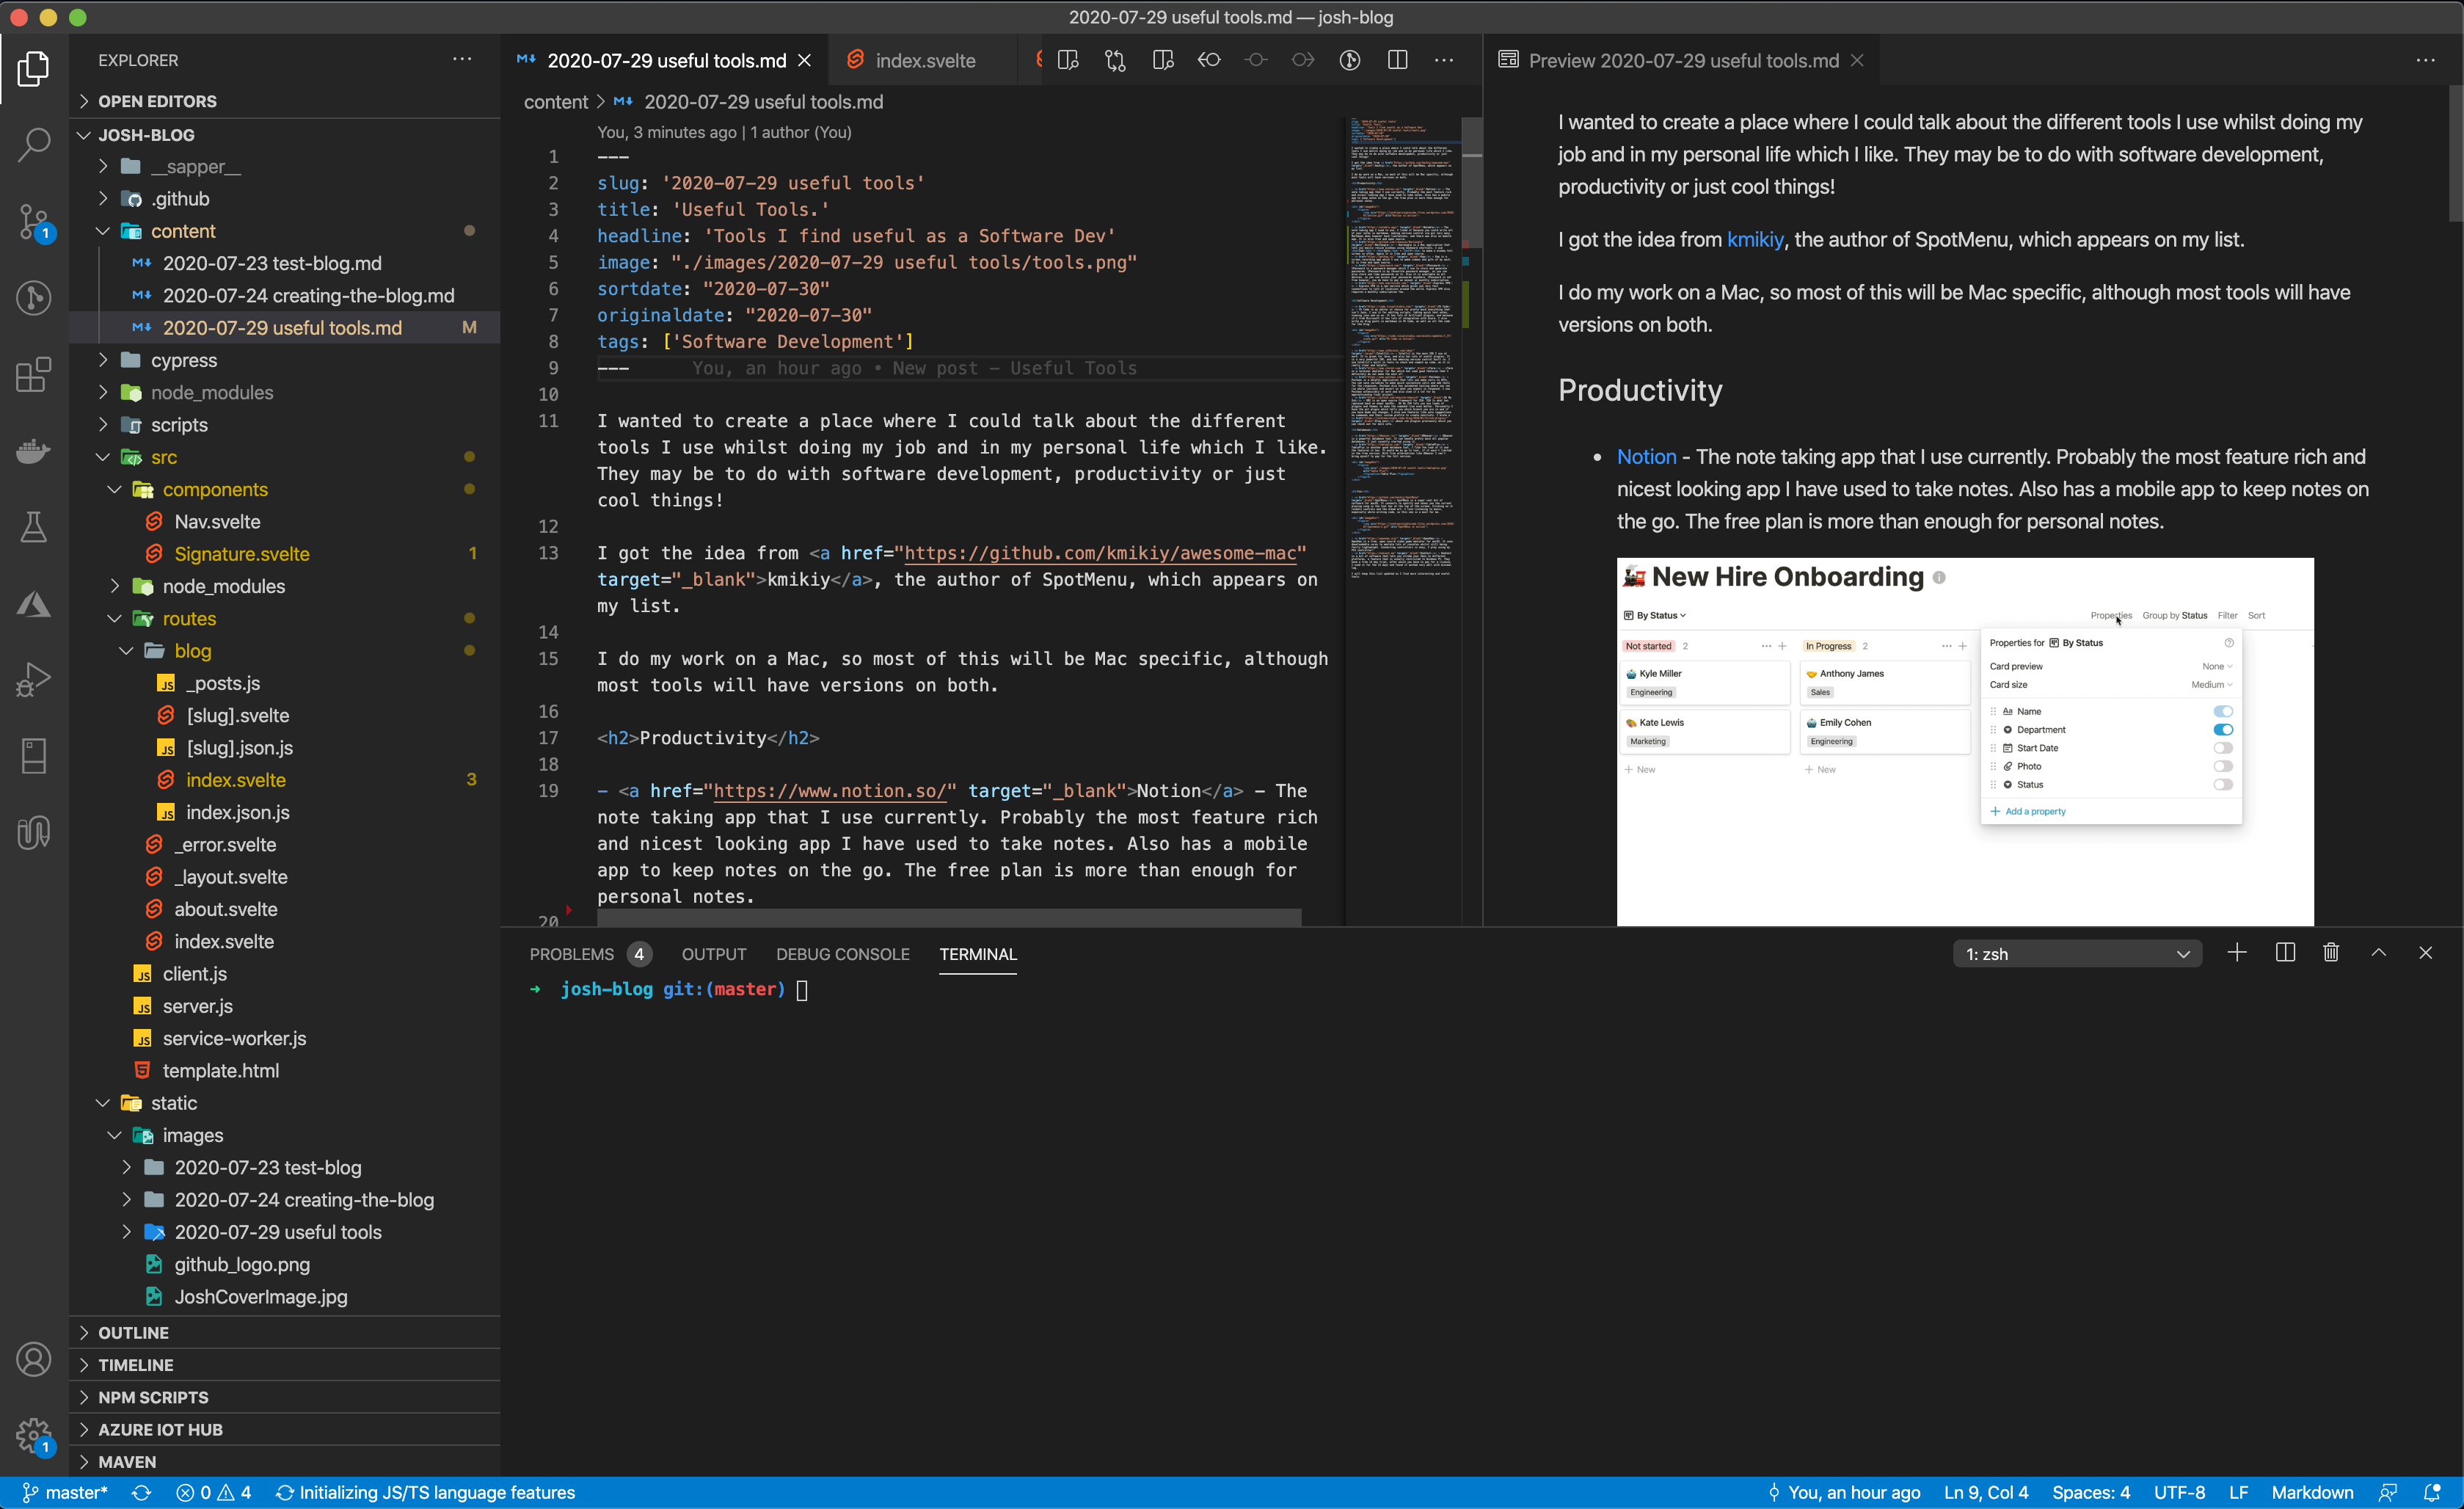 2020-07-29 useful tools.md — josh-blog
EXPLORER
OPEN EDITORS
JOSH-BLOG
__sapper__
.github
content
2020-07-23 test-blog.md
2020-07-24 creating-the-blog.md
2020-07-29 useful tools.md M
cypress
node_modules
scripts
src
components
Nav.svelte
Signature.svelte 1
node_modules
routes
blog
_posts.js
[slug].svelte
[slug].json.js
index.svelte 3
index.json.js
_error.svelte
_layout.svelte
about.svelte
index.svelte
client.js
server.js
service-worker.js
template.html
static
images
2020-07-23 test-blog
2020-07-24 creating-the-blog
2020-07-29 useful tools
github_logo.png
JoshCoverImage.jpg
OUTLINE
TIMELINE
NPM SCRIPTS
AZURE IOT HUB
MAVEN
1
1
2020-07-29 useful tools.md
index.svelte
content > 2020-07-29 useful tools.md
You, 3 minutes ago | 1 author (You)
1 ---
2 slug: '2020-07-29 useful tools'
3 title: 'Useful Tools.'
4 headline: 'Tools I find useful as a Software Dev'
5 image: "./images/2020-07-29 useful tools/tools.png"
6 sortdate: "2020-07-30"
7 originaldate: "2020-07-30"
8 tags: ['Software Development']
9 --- You, an hour ago • New post – Useful Tools
10
11 I wanted to create a place where I could talk about the different
tools I use whilst doing my job and in my personal life which I like.
They may be to do with software development, productivity or just
cool things!
12
13 I got the idea from <a href="https://github.com/kmikiy/awesome-mac"
target="_blank">kmikiy</a>, the author of SpotMenu, which appears on
my list.
14
15 I do my work on a Mac, so most of this will be Mac specific, although
most tools will have versions on both.
16
17 <h2>Productivity</h2>
18
19 - <a href="https://www.notion.so/" target="_blank">Notion</a> - The
note taking app that I use currently. Probably the most feature rich
and nicest looking app I have used to take notes. Also has a mobile
app to keep notes on the go. The free plan is more than enough for
personal notes.
20
Preview 2020-07-29 useful tools.md
I wanted to create a place where I could talk about the different tools I use whilst doing my
job and in my personal life which I like. They may be to do with software development,
productivity or just cool things!
I got the idea from kmikiy, the author of SpotMenu, which appears on my list.
I do my work on a Mac, so most of this will be Mac specific, although most tools will have
versions on both.
Productivity
• Notion - The note taking app that I use currently. Probably the most feature rich and
nicest looking app I have used to take notes. Also has a mobile app to keep notes on
the go. The free plan is more than enough for personal notes.
New Hire Onboarding
By Status
Properties Group by Status Filter Sort
Not started 2
Kyle Miller
Engineering
Kate Lewis
Marketing
+ New
In Progress 2
Anthony James
Sales
Emily Cohen
Engineering
+ New
Properties for By Status
Card preview None
Card size Medium
Aa Name
Department
Start Date
Photo
Status
+ Add a property
PROBLEMS 4 OUTPUT DEBUG CONSOLE TERMINAL
1: zsh
➜ josh-blog git:(master)
master* 0 4 Initializing JS/TS language features
You, an hour ago Ln 9, Col 4 Spaces: 4 UTF-8 LF Markdown